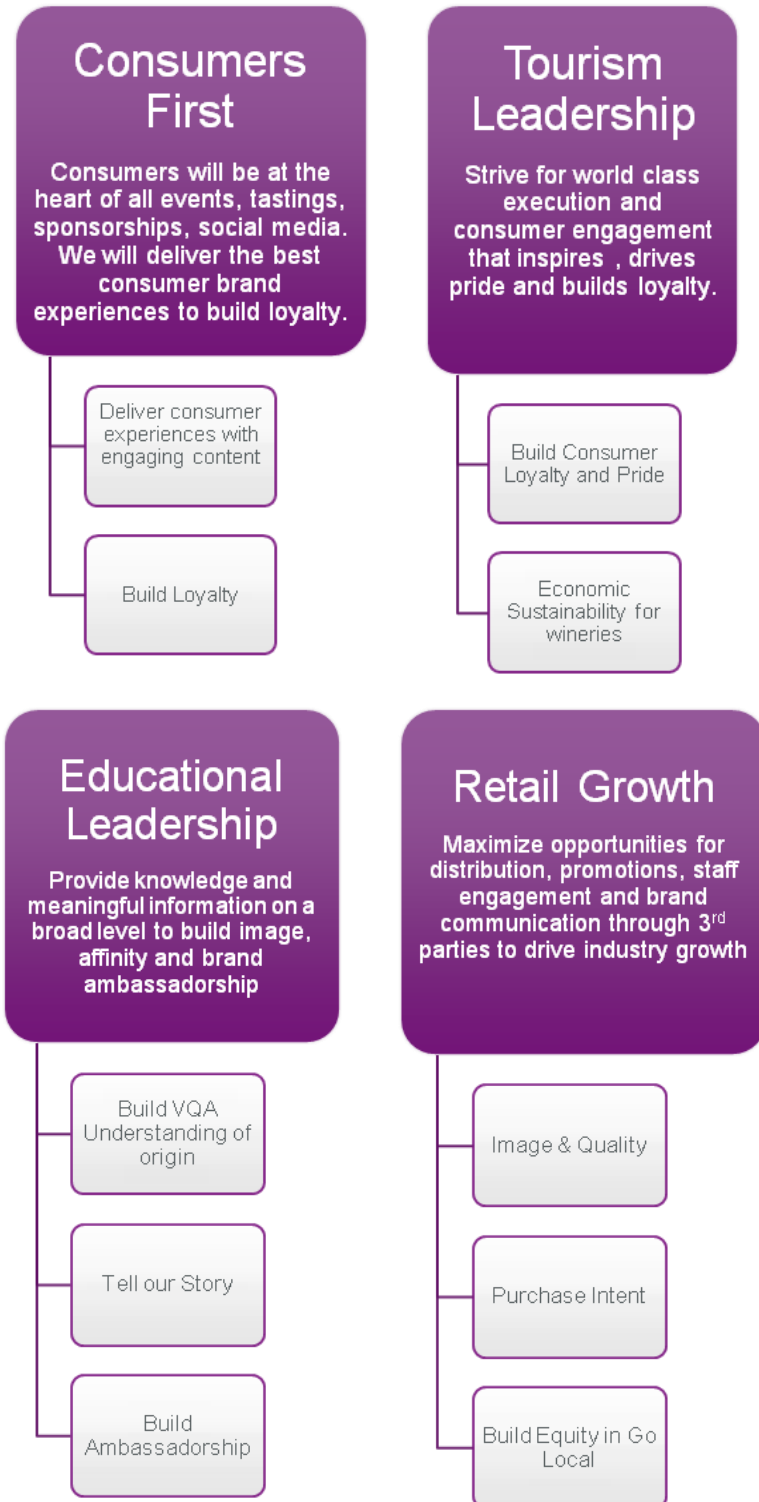 Consumers
First
Consumers will be at the
heart of all events, tastings,
sponsorships, social media.
We will deliver the best
consumer brand
experiences to build loyalty.
Deliver consumer
experiences with
engaging content
Build Loyalty
Tourism
Leadership
Strive for world class
execution and
consumer engagement
that inspires , drives
pride and builds loyalty.
Build Consumer
Loyalty and Pride
Economic
Sustainability for
wineries
Educational
Leadership
Provide knowledge and
meaningful information on a
broad level to build image,
affinity and brand
ambassadorship
Build VQA
Understanding of
origin
Tell our Story
Build
Ambassadorship
Retail Growth
Maximize opportunities for
distribution, promotions, staff
engagement and brand
communication through 3rd
parties to drive industry growth
Image & Quality
Purchase Intent
Build Equity in Go
Local